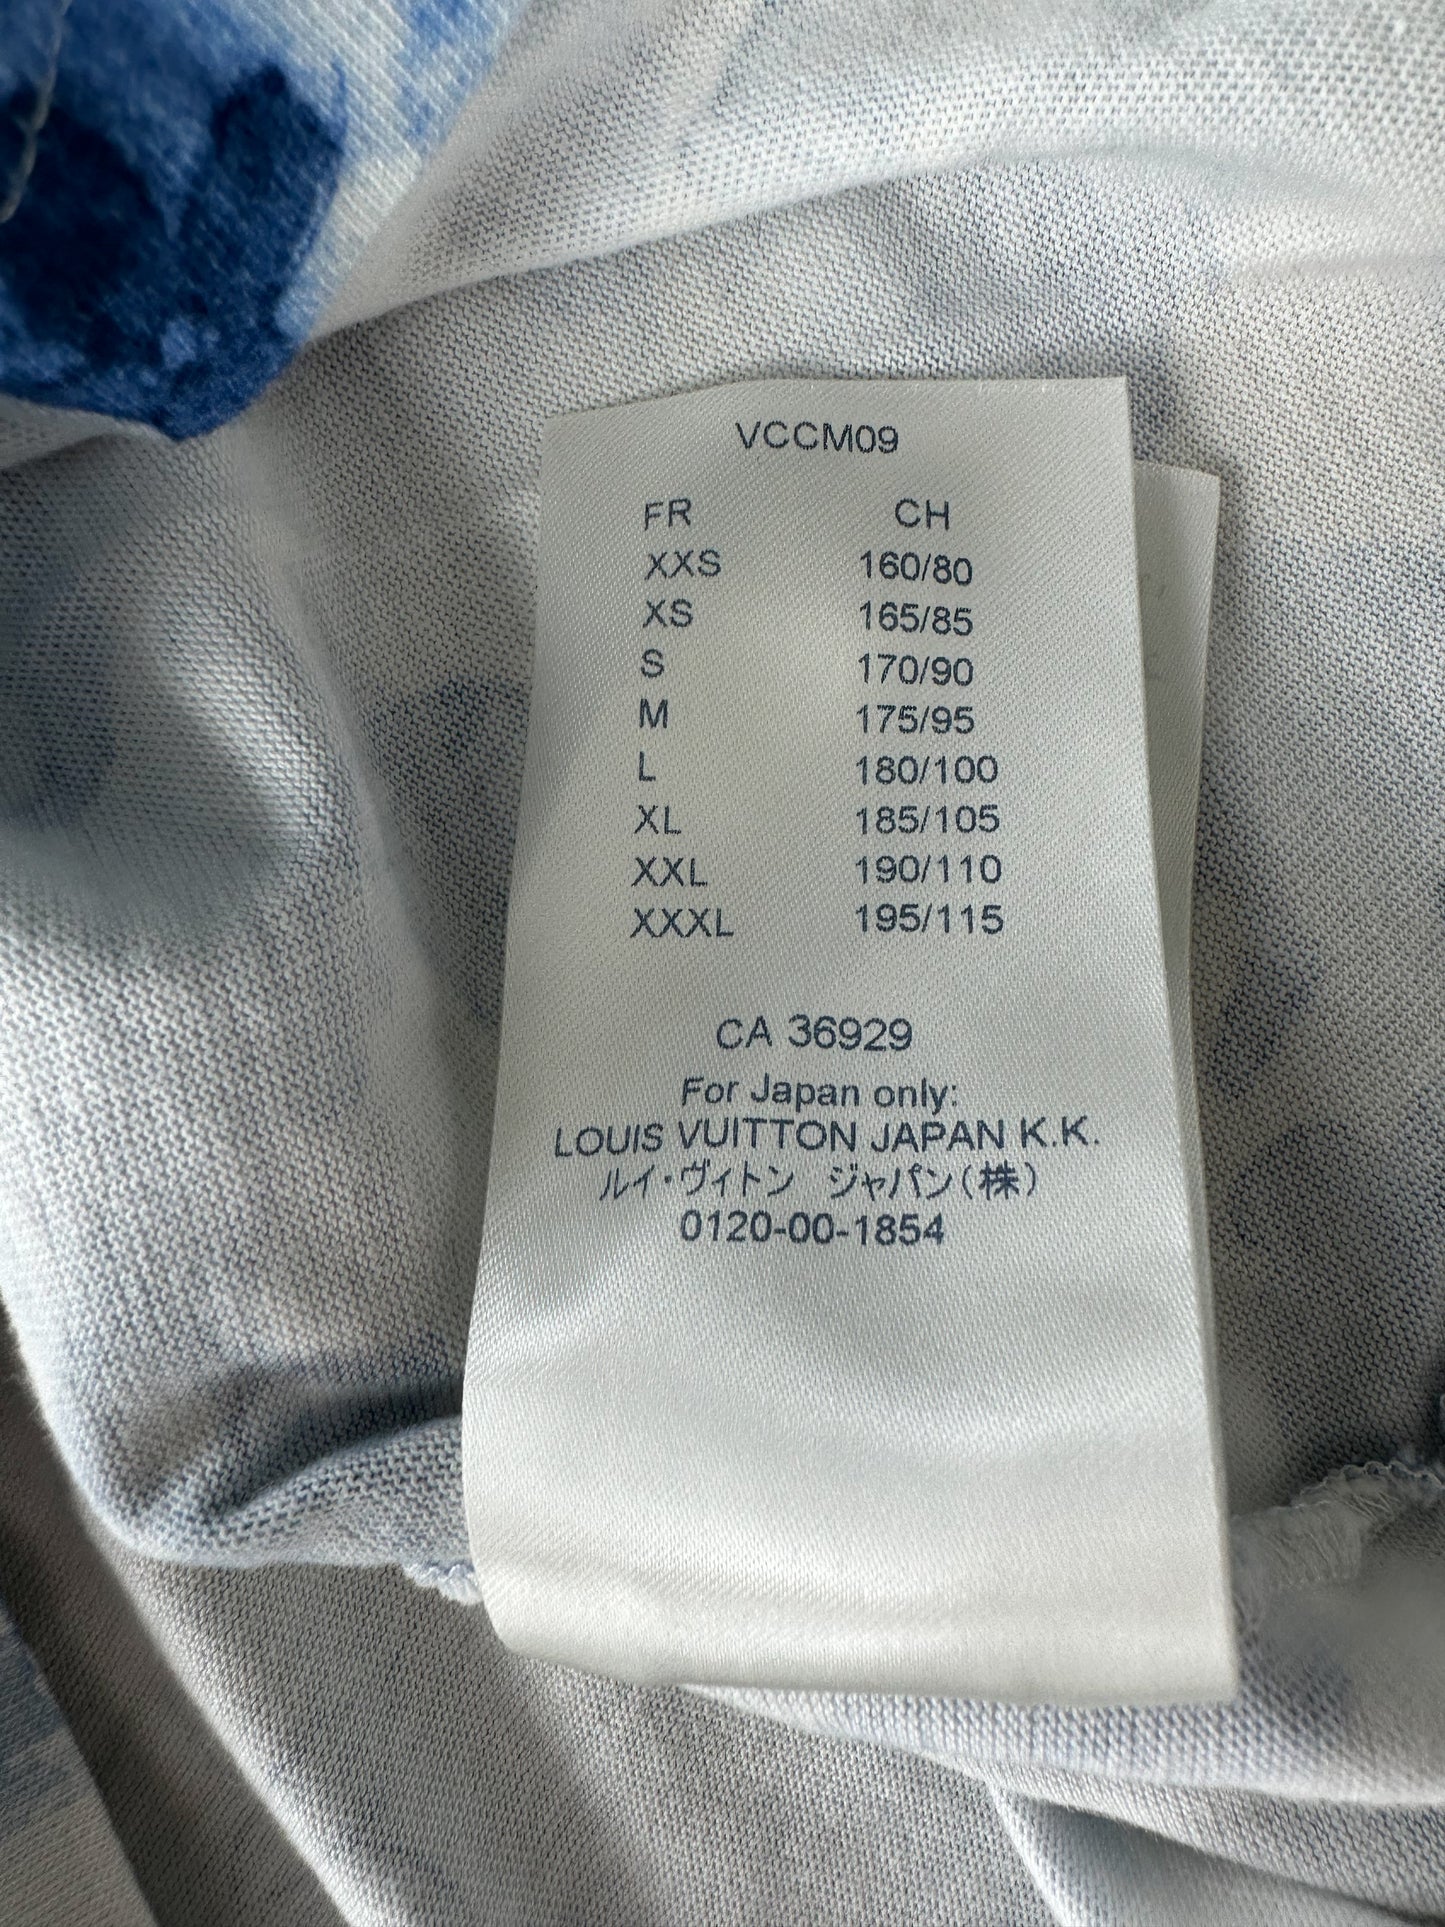 VCCM09
FR CH
XXS 160/80
XS 165/85
S 170/90
M 175/95
L 180/100
XL 185/105
XXL 190/110
XXXL 195/115
CA 36929
For Japan only:
LOUIS VUITTON JAPAN K.K.
ルイ・ヴィトン ジャパン(株)
0120-00-1854